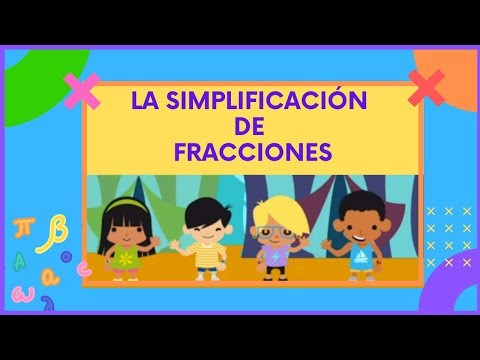 LA SIMPLIFICACIÓN
DE
FRACCIONES
π β
A a e
ω λ